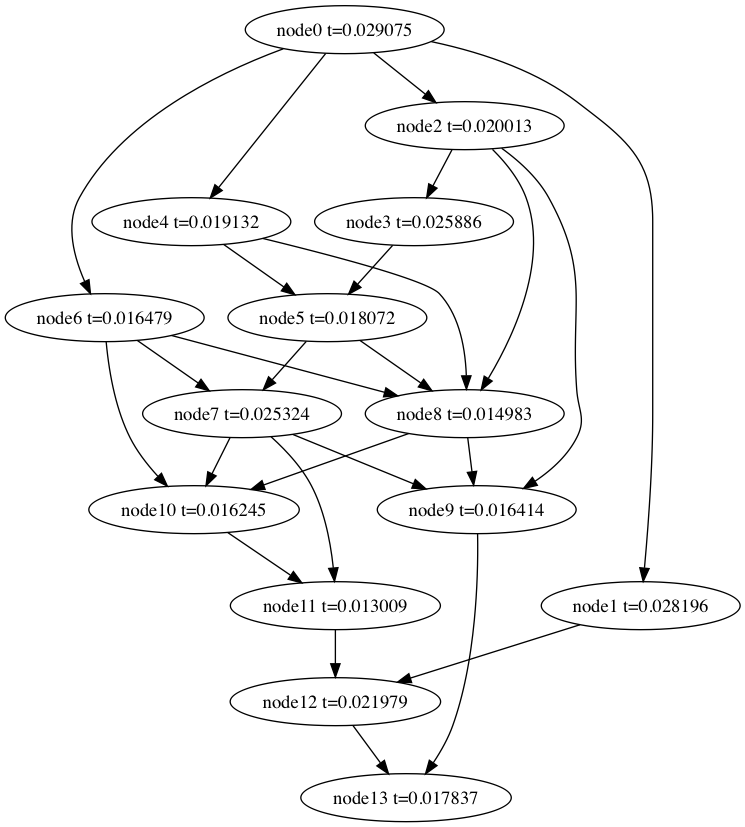 node0 t=0.029075
node2 t=0.020013
node4 t=0.019132
node3 t=0.025886
node6 t=0.016479
node5 t=0.018072
node7 t=0.025324
node8 t=0.014983
node10 t=0.016245
node9 t=0.016414
node11 t=0.013009
node1 t=0.028196
node12 t=0.021979
node13 t=0.017837